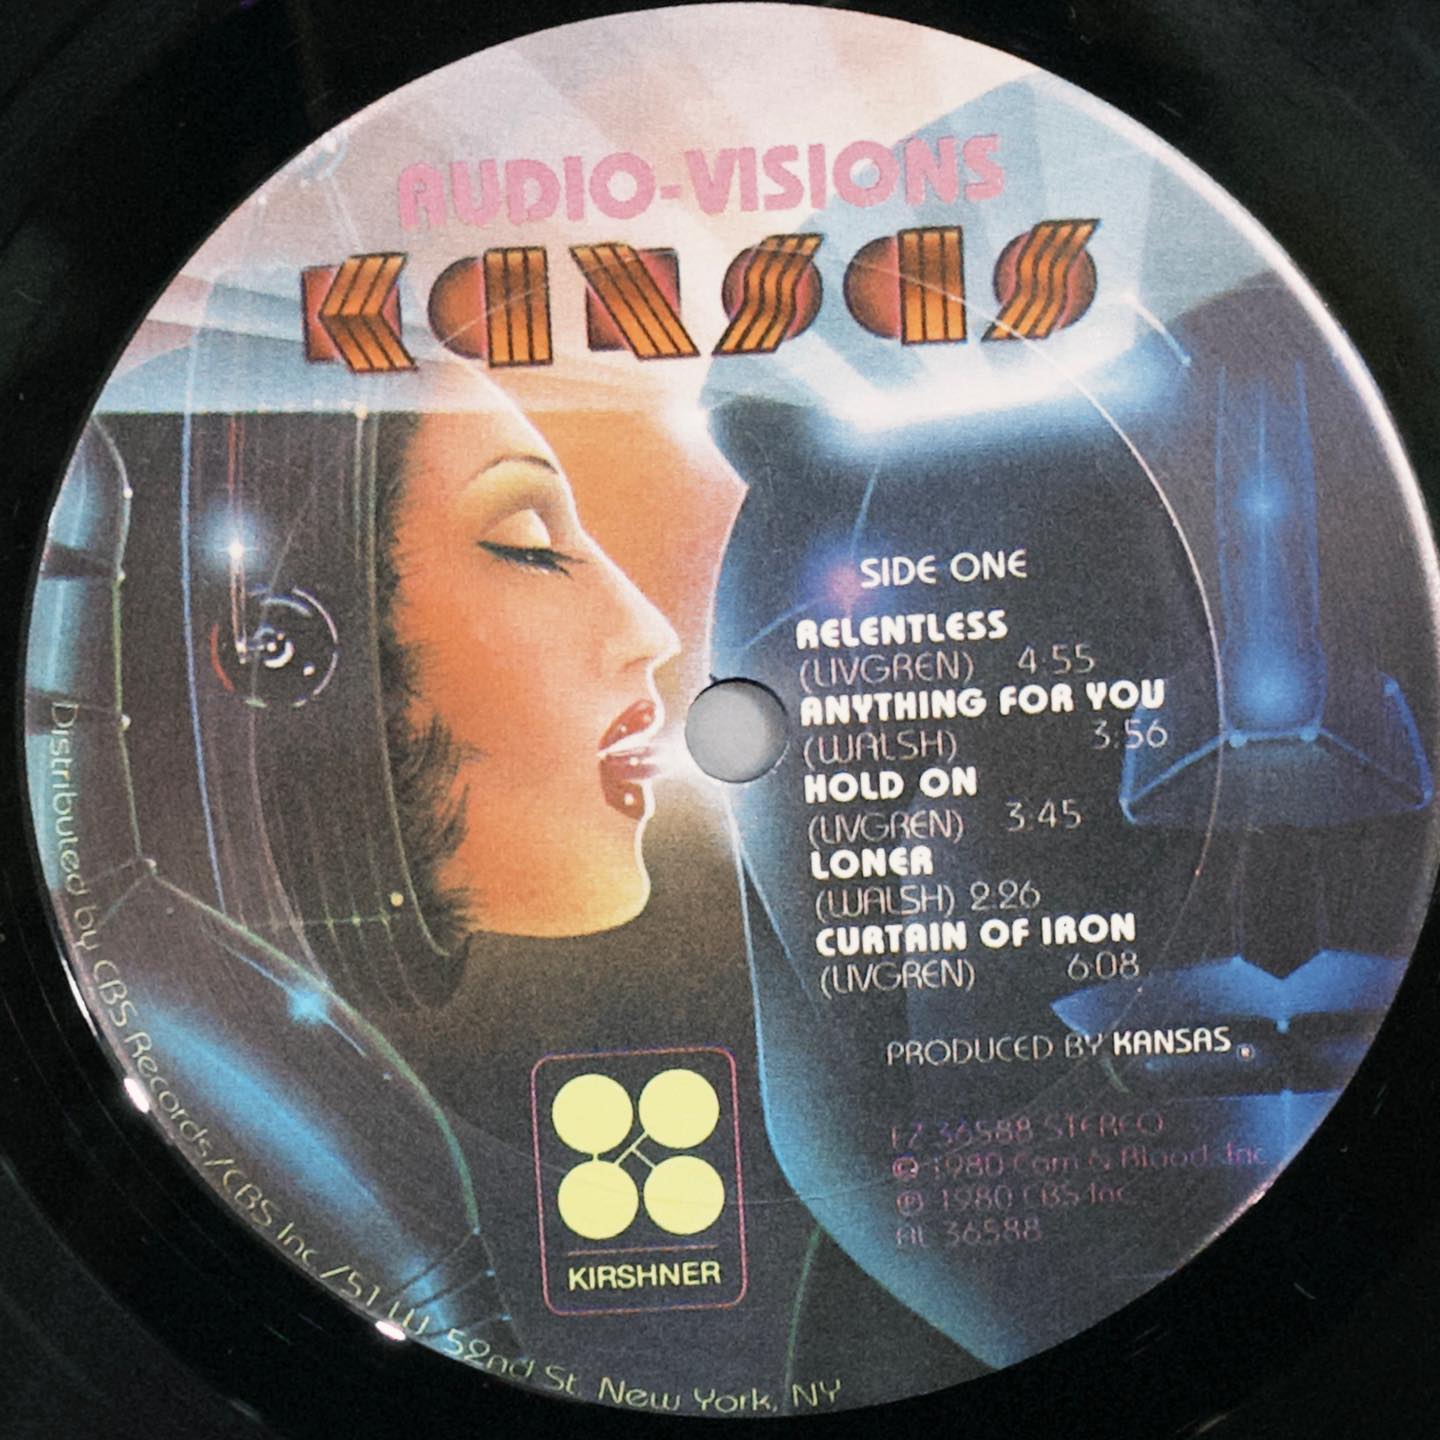 AUDIO-VISIONS
KANSAS
SIDE ONE
RELENTLESS
(LIVGREN) 4:55
ANYTHING FOR YOU
(WALSH) 3:56
HOLD ON
(LIVGREN) 3:45
LONER
(WALSH) 2:26
CURTAIN OF IRON
(LIVGREN) 6:08
PRODUCED BY KANSAS ®
FZ 36588 STEREO
© 1980 Corn & Blood, Inc.
℗ 1980 CBS Inc.
AL 36588
KIRSHNER
Distributed by CBS Records/CBS Inc./51 W. 52nd St. New York, NY